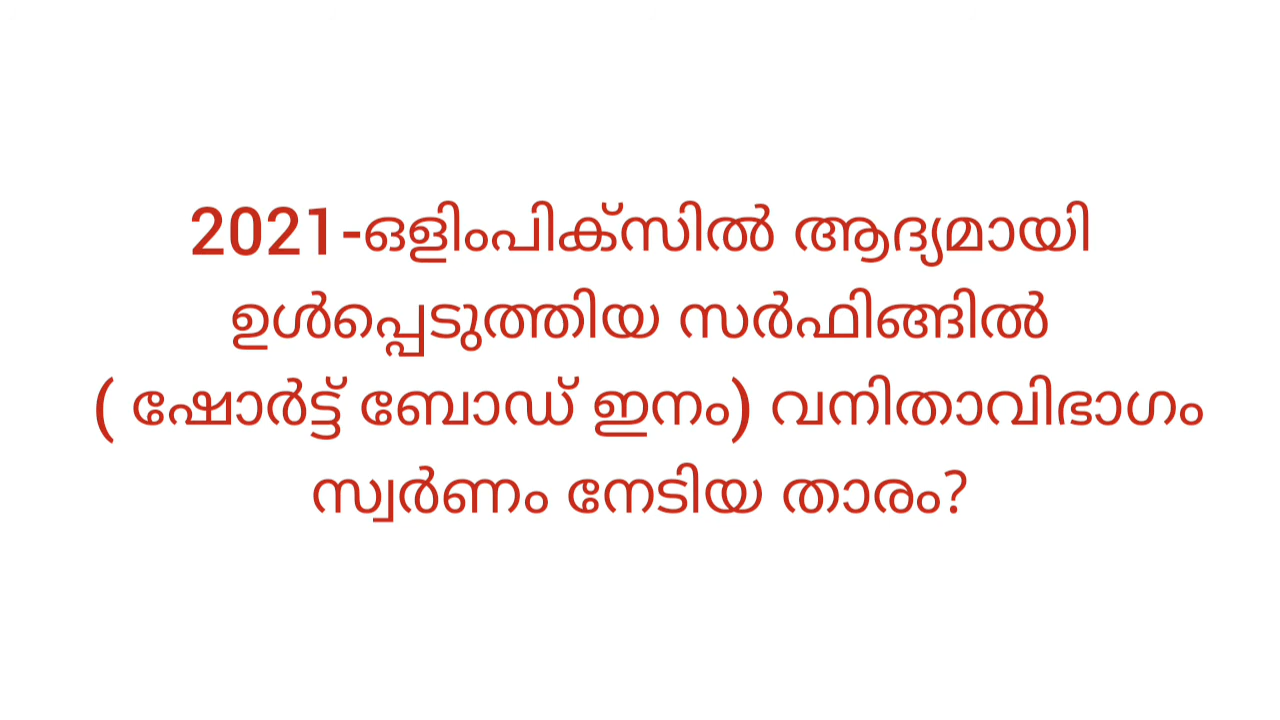 2021-ഒളിംപിക്സിൽ ആദ്യമായി
ഉൾപ്പെടുത്തിയ സർഫിങ്ങിൽ
( ഷോർട്ട് ബോഡ് ഇനം) വനിതാവിഭാഗം
സ്വർണം നേടിയ താരം?